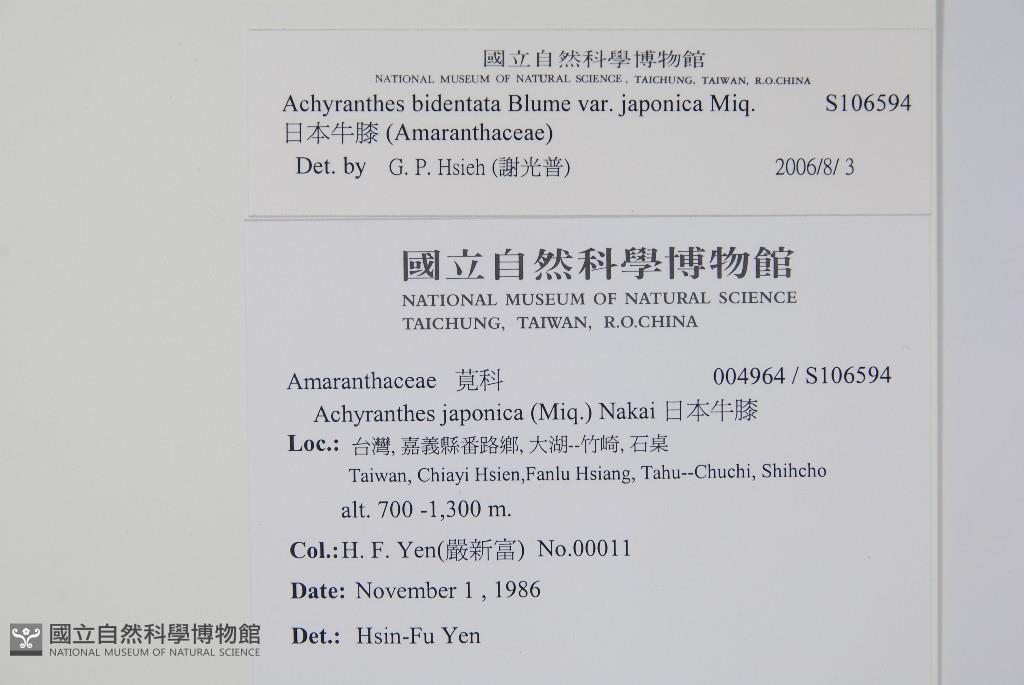 國立自然科學博物館
NATIONAL MUSEUM OF NATURAL SCIENCE, TAICHUNG, TAIWAN, R.O.CHINA
Achyranthes bidentata Blume var. japonica Miq. S106594
日本牛膝 (Amaranthaceae)
Det. by G. P. Hsieh (謝光普) 2006/8/ 3
國立自然科學博物館
NATIONAL MUSEUM OF NATURAL SCIENCE
TAICHUNG, TAIWAN, R.O.CHINA
Amaranthaceae 莧科 004964 / S106594
Achyranthes japonica (Miq.) Nakai 日本牛膝
Loc.: 台灣, 嘉義縣番路鄉, 大湖--竹崎, 石桌
Taiwan, Chiayi Hsien,Fanlu Hsiang, Tahu--Chuchi, Shihcho
alt. 700 -1,300 m.
Col.:H. F. Yen(嚴新富) No.00011
Date: November 1 , 1986
Det.: Hsin-Fu Yen
國立自然科學博物館
NATIONAL MUSEUM OF NATURAL SCIENCE